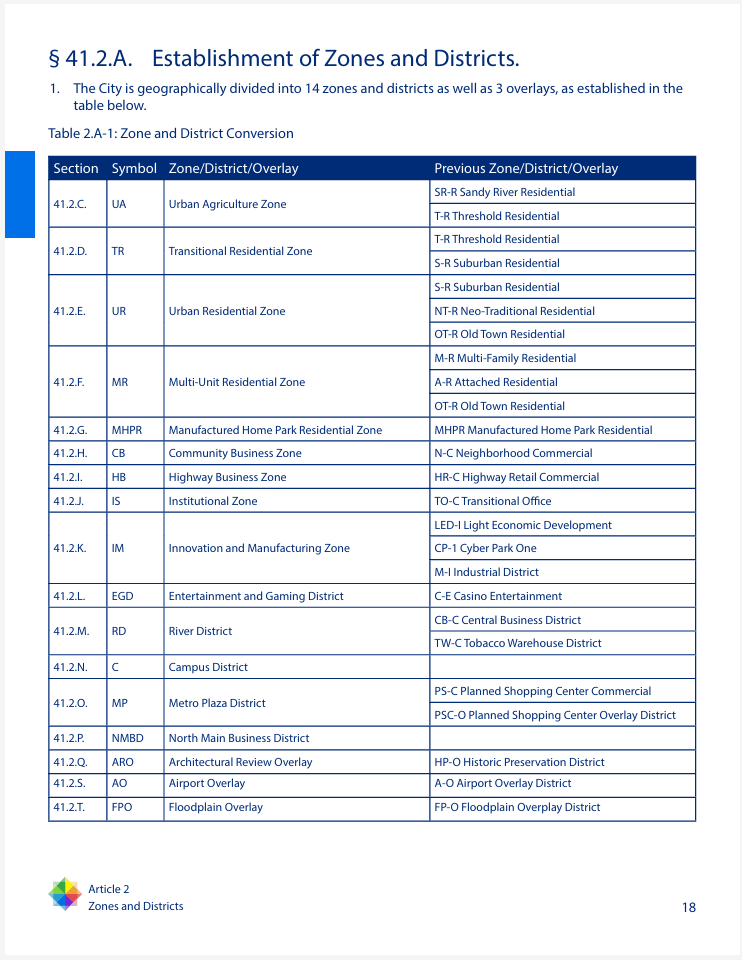 § 41.2.A. Establishment of Zones and Districts.
1. The City is geographically divided into 14 zones and districts as well as 3 overlays, as established in the
table below.
Table 2.A-1: Zone and District Conversion
Section Symbol Zone/District/Overlay Previous Zone/District/Overlay
41.2.C. UA Urban Agriculture Zone SR-R Sandy River Residential
T-R Threshold Residential
41.2.D. TR Transitional Residential Zone T-R Threshold Residential
S-R Suburban Residential
41.2.E. UR Urban Residential Zone S-R Suburban Residential
NT-R Neo-Traditional Residential
OT-R Old Town Residential
41.2.F. MR Multi-Unit Residential Zone M-R Multi-Family Residential
A-R Attached Residential
OT-R Old Town Residential
41.2.G. MHPR Manufactured Home Park Residential Zone MHPR Manufactured Home Park Residential
41.2.H. CB Community Business Zone N-C Neighborhood Commercial
41.2.I. HB Highway Business Zone HR-C Highway Retail Commercial
41.2.J. IS Institutional Zone TO-C Transitional Office
41.2.K. IM Innovation and Manufacturing Zone LED-I Light Economic Development
CP-1 Cyber Park One
M-I Industrial District
41.2.L. EGD Entertainment and Gaming District C-E Casino Entertainment
41.2.M. RD River District CB-C Central Business District
TW-C Tobacco Warehouse District
41.2.N. C Campus District
41.2.O. MP Metro Plaza District PS-C Planned Shopping Center Commercial
PSC-O Planned Shopping Center Overlay District
41.2.P. NMBD North Main Business District
41.2.Q. ARO Architectural Review Overlay HP-O Historic Preservation District
41.2.S. AO Airport Overlay A-O Airport Overlay District
41.2.T. FPO Floodplain Overlay FP-O Floodplain Overplay District
Article 2
Zones and Districts
18